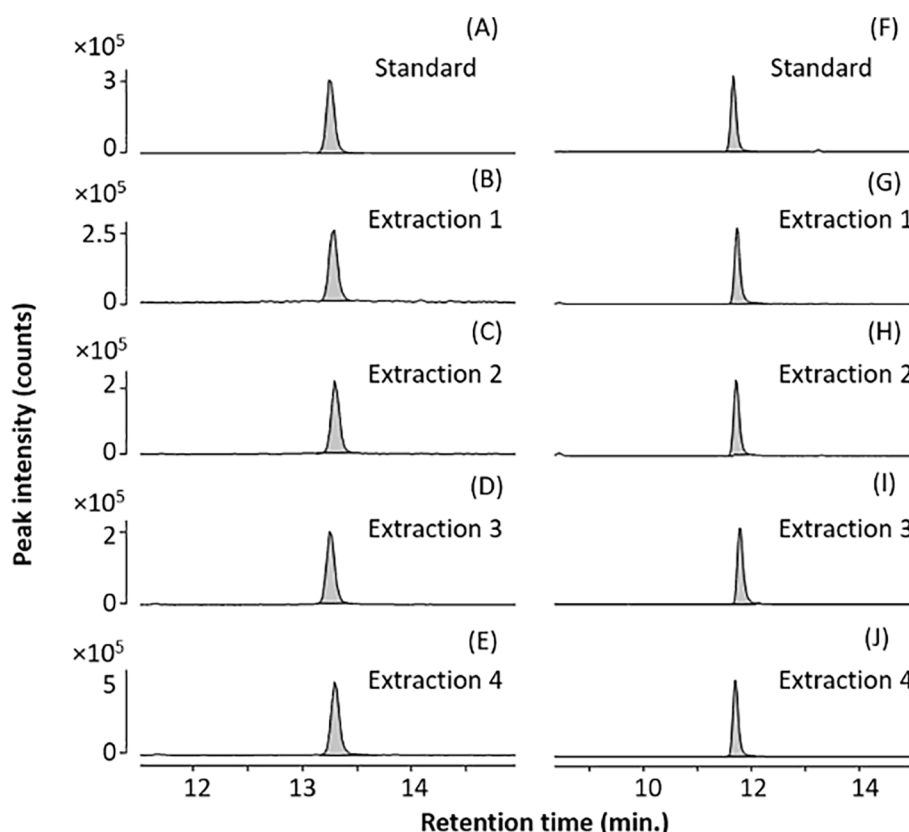 (A)
(F)
×10⁵
Standard
Standard
3
0
(B)
(G)
×10⁵
Extraction 1
Extraction 1
2.5
0
(C)
(H)
×10⁵
Extraction 2
Extraction 2
2
0
(D)
(I)
×10⁵
Extraction 3
Extraction 3
2
0
(E)
(J)
×10⁵
Extraction 4
Extraction 4
5
0
12 13 14
10 12 14
Peak intensity (counts)
Retention time (min.)